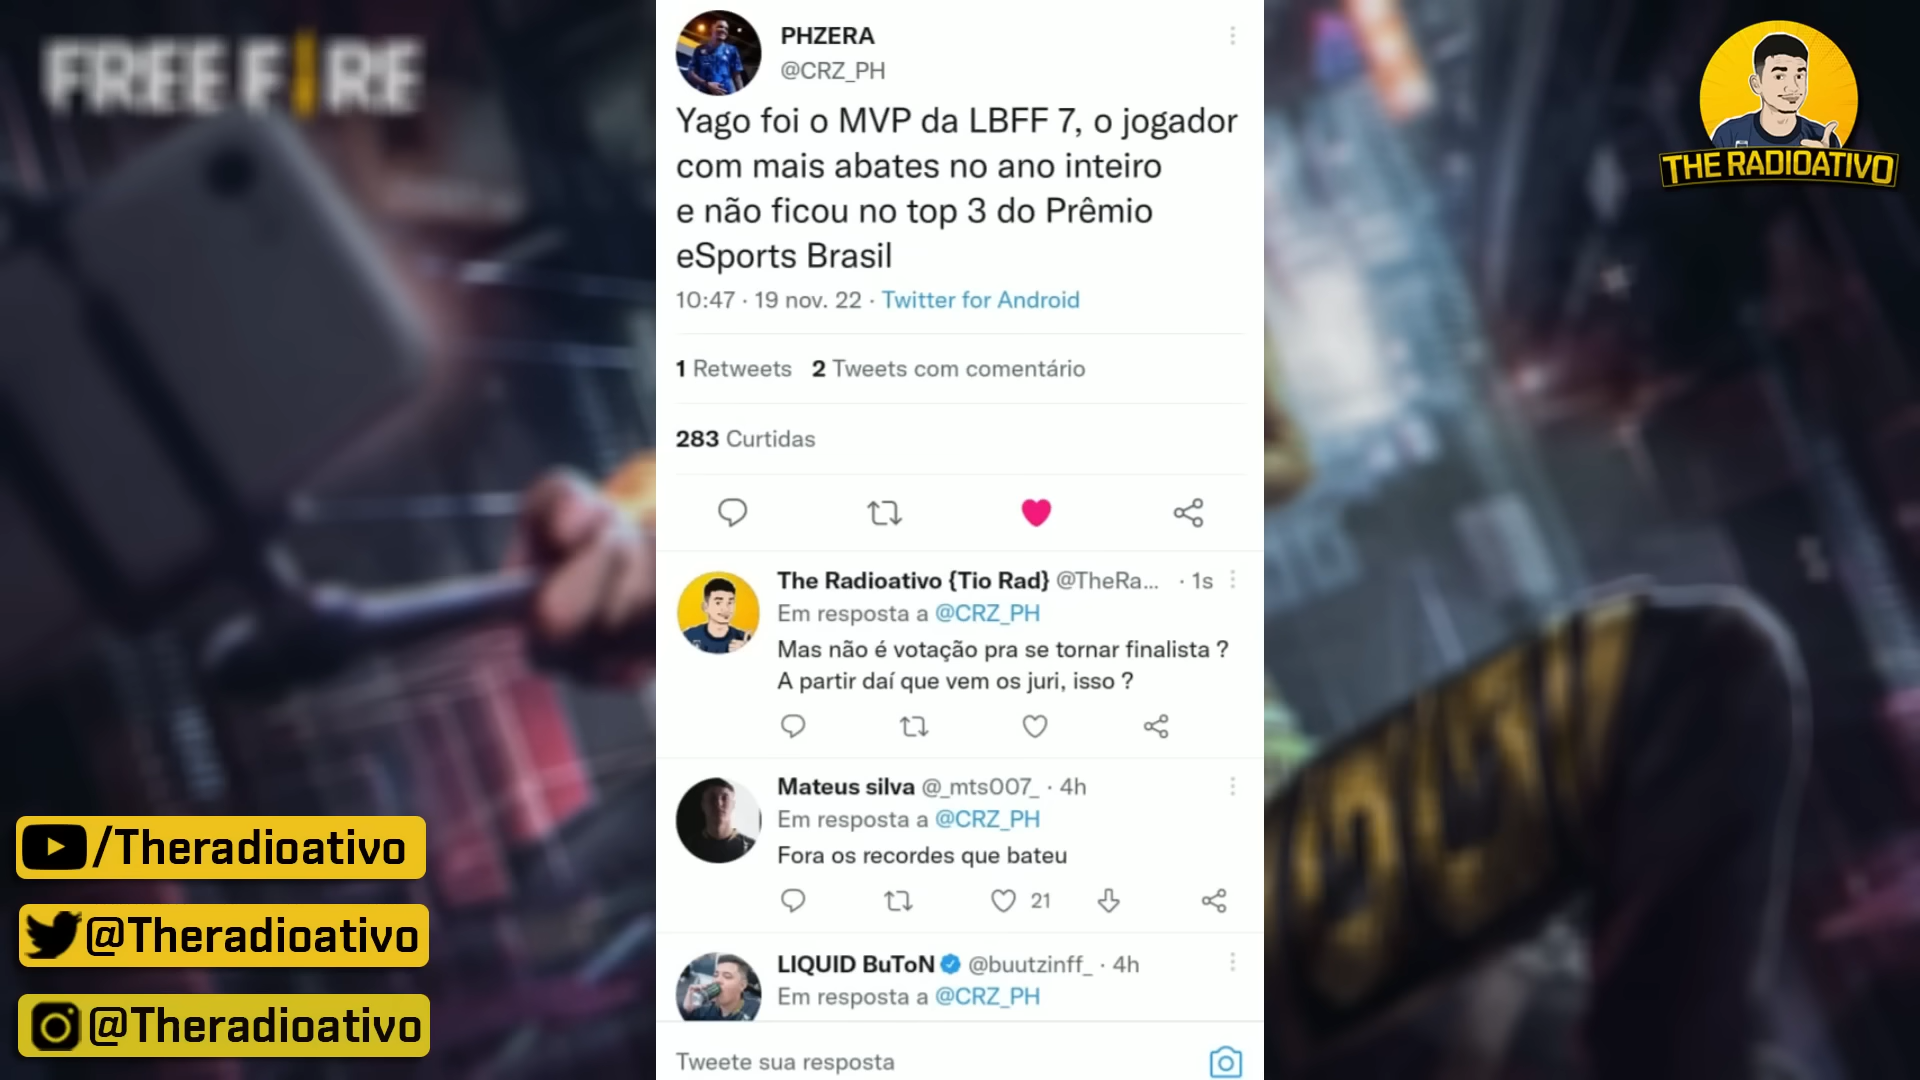 FREE FIRE
THE RADIOATIVO
PHZERA
@CRZ_PH
Yago foi o MVP da LBFF 7, o jogador
com mais abates no ano inteiro
e não ficou no top 3 do Prêmio
eSports Brasil
10:47 · 19 nov. 22 · Twitter for Android
1 Retweets 2 Tweets com comentário
283 Curtidas
The Radioativo {Tio Rad} @TheRa... · 1s
Em resposta a @CRZ_PH
Mas não é votação pra se tornar finalista ?
A partir daí que vem os juri, isso ?
Mateus silva @_mts007_ · 4h
Em resposta a @CRZ_PH
Fora os recordes que bateu
21
LIQUID BuToN @buutzinff_ · 4h
Em resposta a @CRZ_PH
Tweete sua resposta
/Theradioativo
@Theradioativo
@Theradioativo